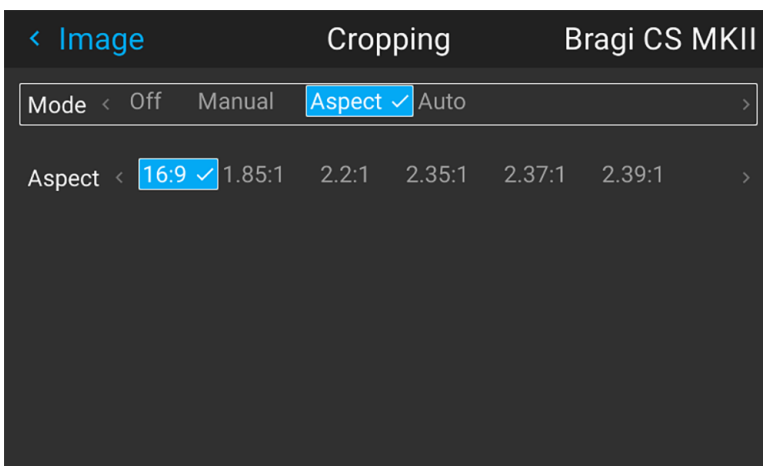 < Image Cropping Bragi CS MKII
Mode < Off Manual Aspect ✓ Auto >
Aspect < 16:9 ✓ 1.85:1 2.2:1 2.35:1 2.37:1 2.39:1 >